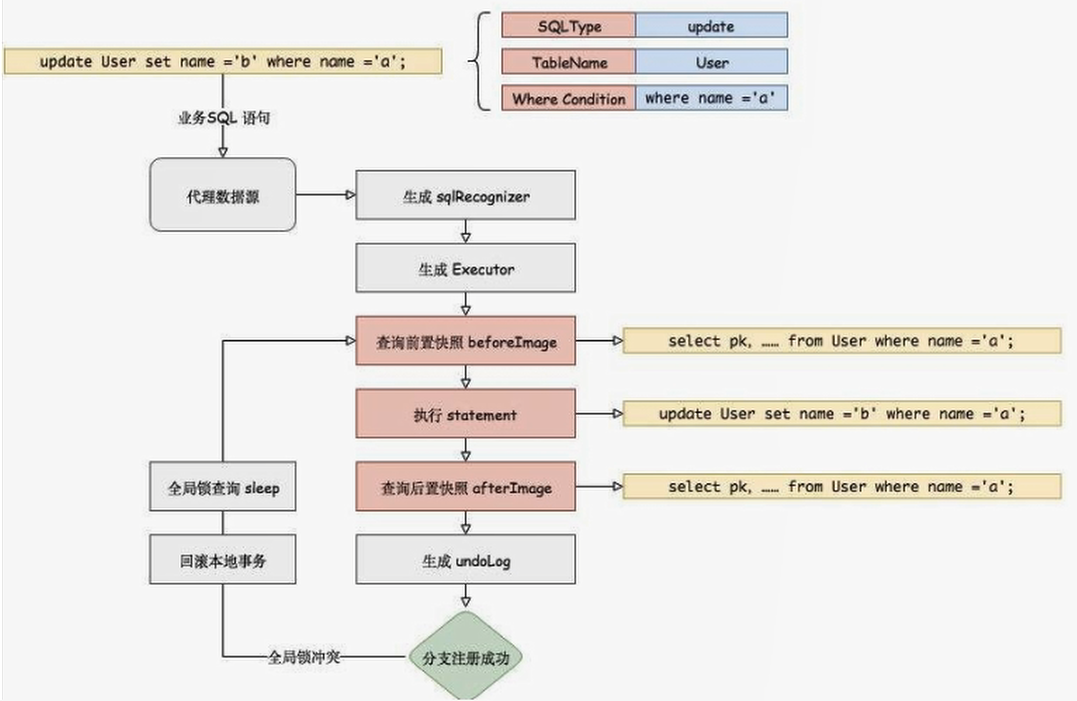 SQLType update
update User set name ='b' where name ='a';
TableName User
Where Condition where name ='a'
业务SQL 语句
代理数据源
生成 sqlRecognizer
生成 Executor
查询前置快照 beforeImage
select pk, …… from User where name ='a';
执行 statement
update User set name ='b' where name ='a';
全局锁查询 sleep
查询后置快照 afterImage
select pk, …… from User where name ='a';
回滚本地事务
生成 undoLog
全局锁冲突
分支注册成功